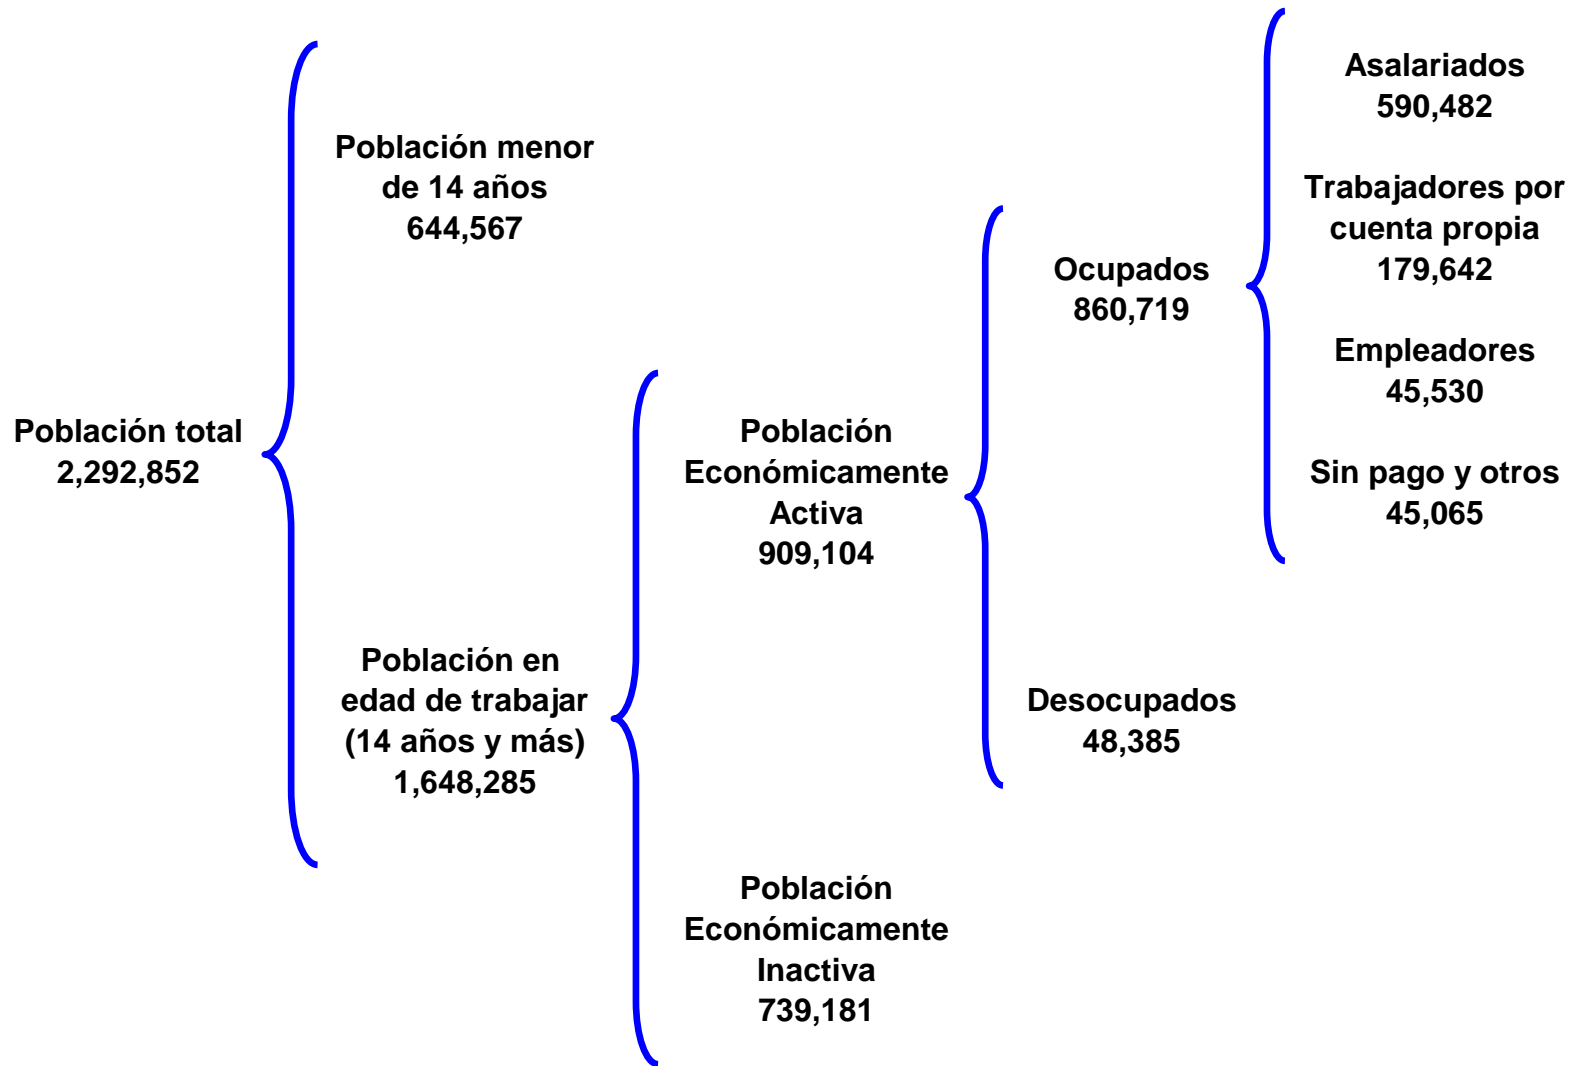 Población total
2,292,852
Población menor
de 14 años
644,567
Población en
edad de trabajar
(14 años y más)
1,648,285
Población
Económicamente
Activa
909,104
Población
Económicamente
Inactiva
739,181
Ocupados
860,719
Desocupados
48,385
Asalariados
590,482
Trabajadores por
cuenta propia
179,642
Empleadores
45,530
Sin pago y otros
45,065